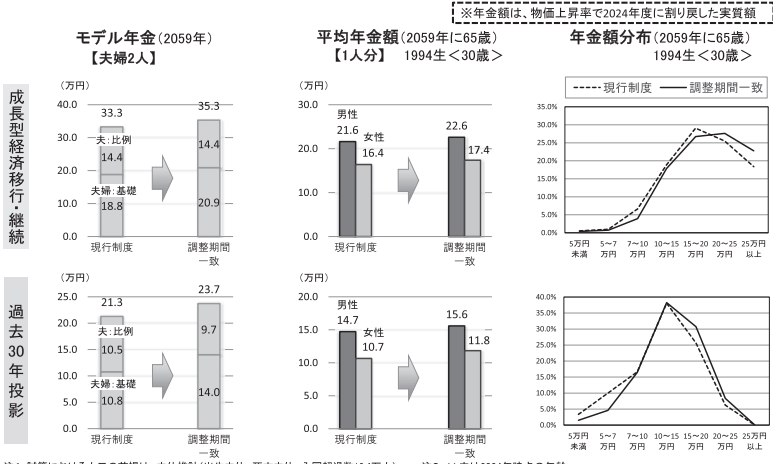 ※年金額は、物価上昇率で2024年度に割り戻した実質額
モデル年金(2059年)
【夫婦2人】
平均年金額(2059年に65歳)
【1人分】 1994生<30歳>
年金額分布(2059年に65歳)
1994生<30歳>
成長型経済移行・継続
(万円)
40.0
30.0
20.0
10.0
0.0
33.3
夫:比例
14.4
夫婦:基礎
18.8
35.3
14.4
20.9
現行制度
調整期間
一致
(万円)
30.0
20.0
10.0
0.0
男性
21.6
女性
16.4
22.6
17.4
現行制度
調整期間
一致
現行制度 調整期間一致
35.0%
30.0%
25.0%
20.0%
15.0%
10.0%
5.0%
0.0%
5万円 5~7 7~10 10~15 15~20 20~25 25万円
未満 万円 万円 万円 万円 万円 以上
過去30年投影
(万円)
25.0
20.0
15.0
10.0
5.0
0.0
21.3
夫:比例
10.5
夫婦:基礎
10.8
23.7
9.7
14.0
現行制度
調整期間
一致
(万円)
20.0
15.0
10.0
5.0
0.0
男性
14.7
女性
10.7
15.6
11.8
現行制度
調整期間
一致
40.0%
35.0%
30.0%
25.0%
20.0%
15.0%
10.0%
5.0%
0.0%
5万円 5~7 7~10 10~15 15~20 20~25 25万円
未満 万円 万円 万円 万円 万円 以上